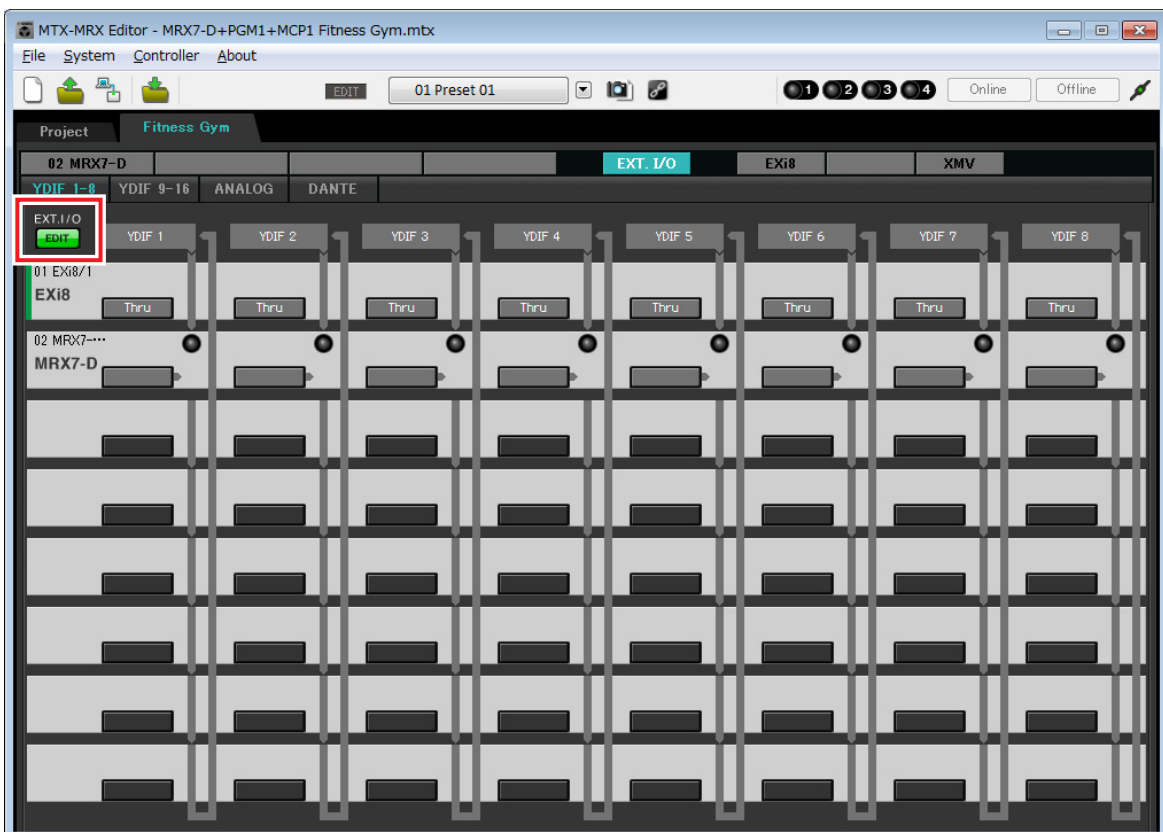 MTX-MRX Editor - MRX7-D+PGM1+MCP1 Fitness Gym.mtx
File System Controller About
EDIT 01 Preset 01 1 2 3 4 Online Offline
Project Fitness Gym
02 MRX7-D EXT. I/O EXi8 XMV
YDIF 1-8 YDIF 9-16 ANALOG DANTE
EXT.I/O
EDIT YDIF 1 YDIF 2 YDIF 3 YDIF 4 YDIF 5 YDIF 6 YDIF 7 YDIF 8
01 EXi8/1
EXi8
Thru Thru Thru Thru Thru Thru Thru Thru
02 MRX7-···
MRX7-D